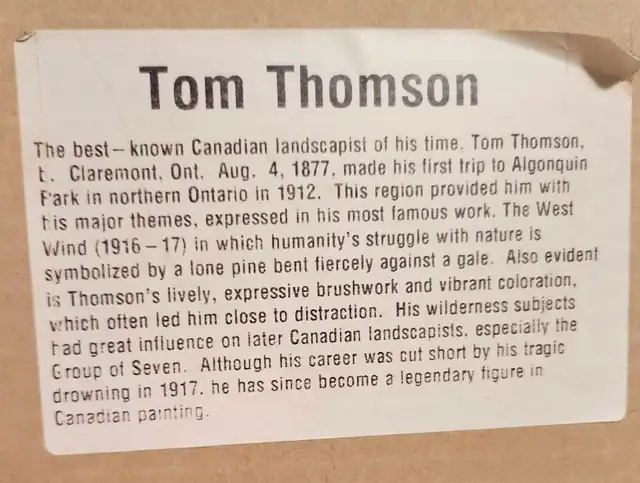 Tom Thomson
The best-known Canadian landscapist of his time, Tom Thomson,
b. Claremont, Ont. Aug. 4, 1877, made his first trip to Algonquin
Park in northern Ontario in 1912. This region provided him with
his major themes, expressed in his most famous work. The West
Wind (1916-17) in which humanity's struggle with nature is
symbolized by a lone pine bent fiercely against a gale. Also evident
is Thomson's lively, expressive brushwork and vibrant coloration,
which often led him close to distraction. His wilderness subjects
had great influence on later Canadian landscapists, especially the
Group of Seven. Although his career was cut short by his tragic
drowning in 1917. he has since become a legendary figure in
Canadian painting.